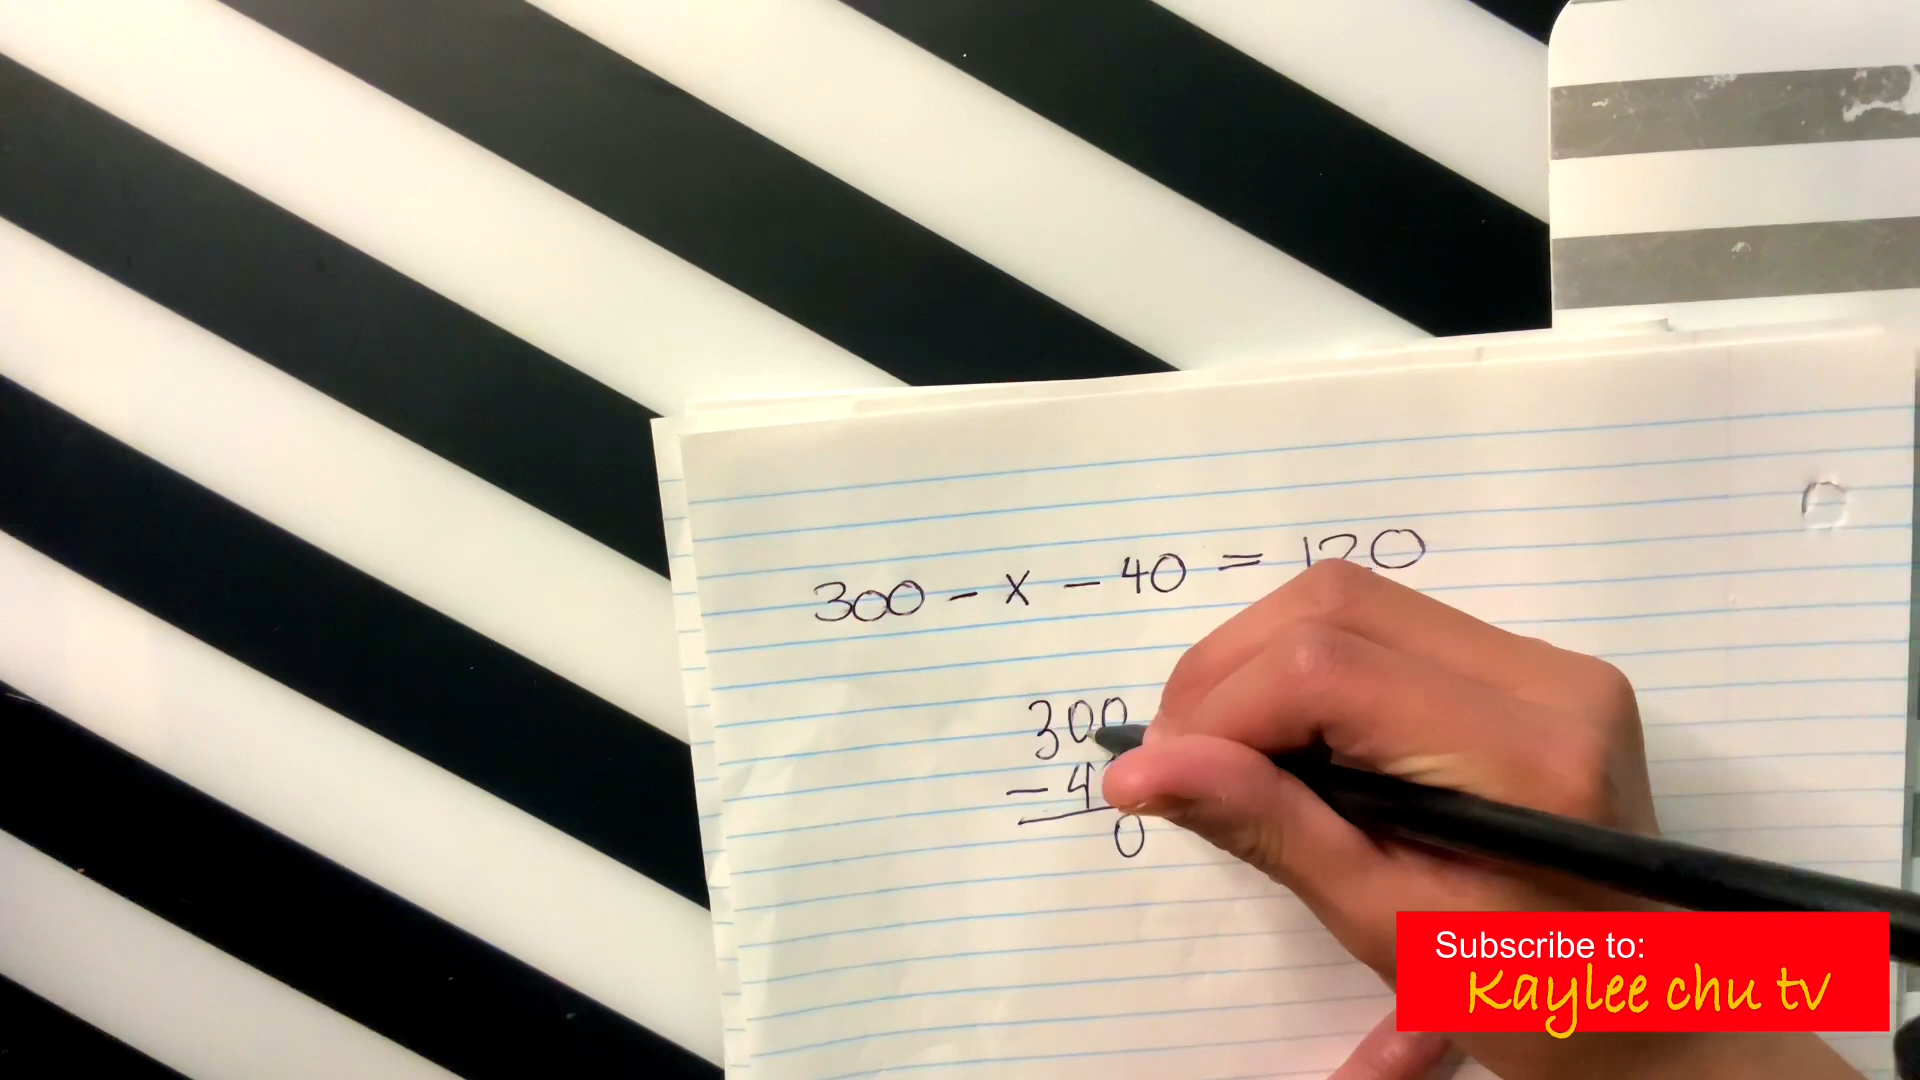 300 - x - 40 = 120
300
- 4
0
Subscribe to:
Kaylee chu tv